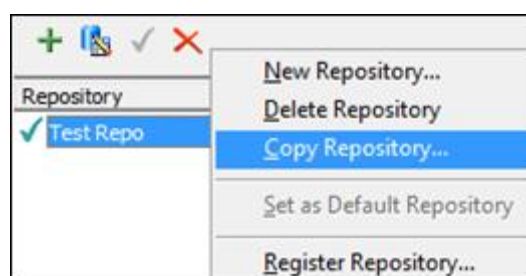 Repository
Test Repo
New Repository...
Delete Repository
Copy Repository...
Set as Default Repository
Register Repository...